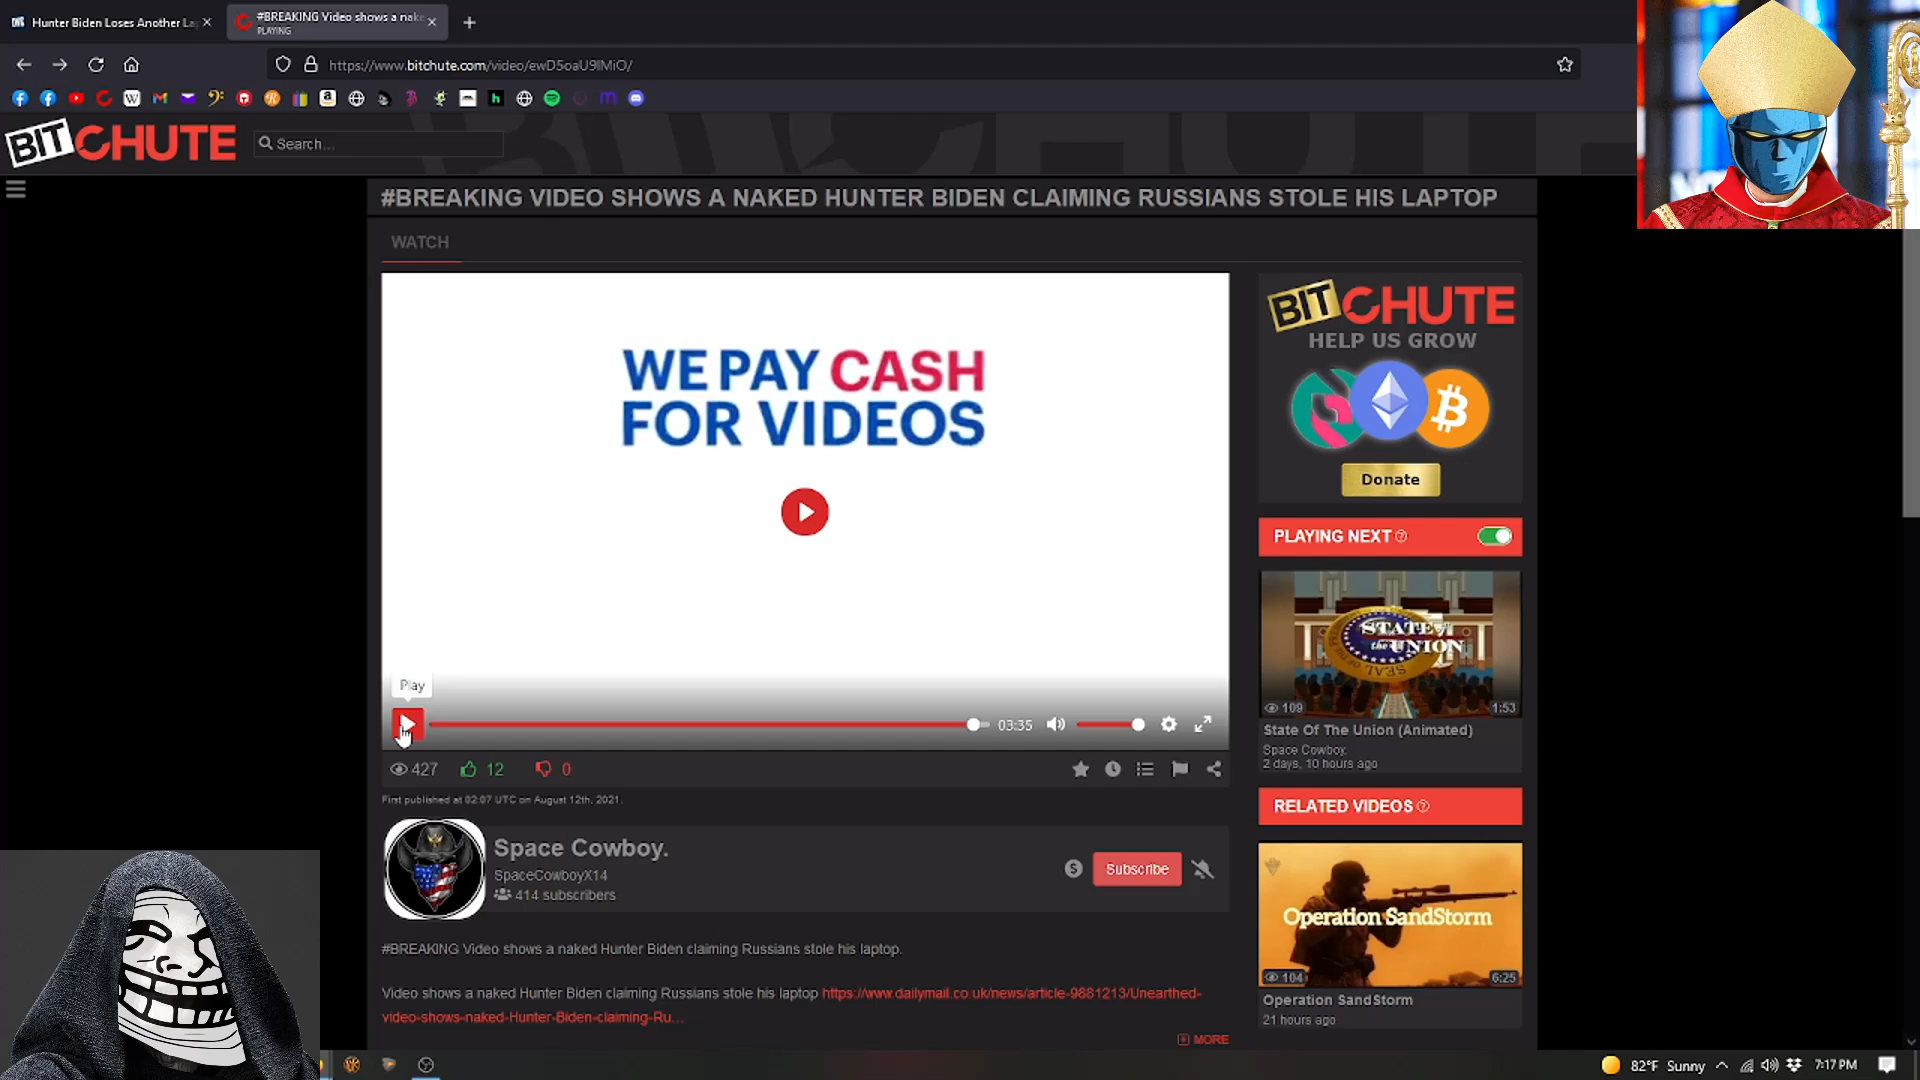 Hunter Biden Loses Another La
#BREAKING Video shows a nake
PLAYING
https://www.bitchute.com/video/ewD5oaU9lMiO/
BITCHUTE
Search...
#BREAKING VIDEO SHOWS A NAKED HUNTER BIDEN CLAIMING RUSSIANS STOLE HIS LAPTOP
WATCH
WE PAY CASH
FOR VIDEOS
Play
03:35
427
12
0
First published at 02:07 UTC on August 12th, 2021.
Space Cowboy.
SpaceCowboyX14
414 subscribers
Subscribe
#BREAKING Video shows a naked Hunter Biden claiming Russians stole his laptop.
Video shows a naked Hunter Biden claiming Russians stole his laptop https://www.dailymail.co.uk/news/article-9881213/Unearthed-
video-shows-naked-Hunter-Biden-claiming-Ru...
MORE
BITCHUTE
HELP US GROW
Donate
PLAYING NEXT
STATE of
the UNION
109
1:53
State Of The Union (Animated)
Space Cowboy.
2 days, 10 hours ago
RELATED VIDEOS
Operation SandStorm
104
6:25
Operation SandStorm
21 hours ago
82°F Sunny
7:17 PM